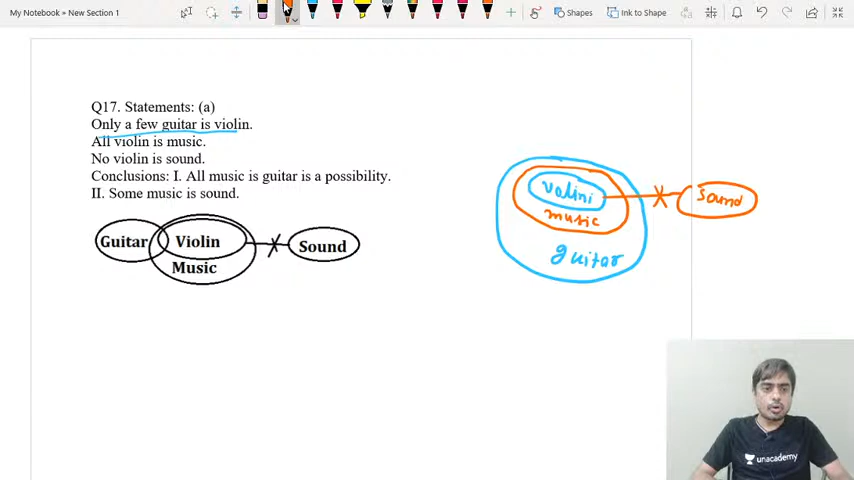 My Notebook » New Section 1
Shapes
Ink to Shape
Q17. Statements: (a)
Only a few guitar is violin.
All violin is music.
No violin is sound.
Conclusions: I. All music is guitar is a possibility.
II. Some music is sound.
Guitar
Violin
Music
Sound
valini
music
guitar
sound
unacademy